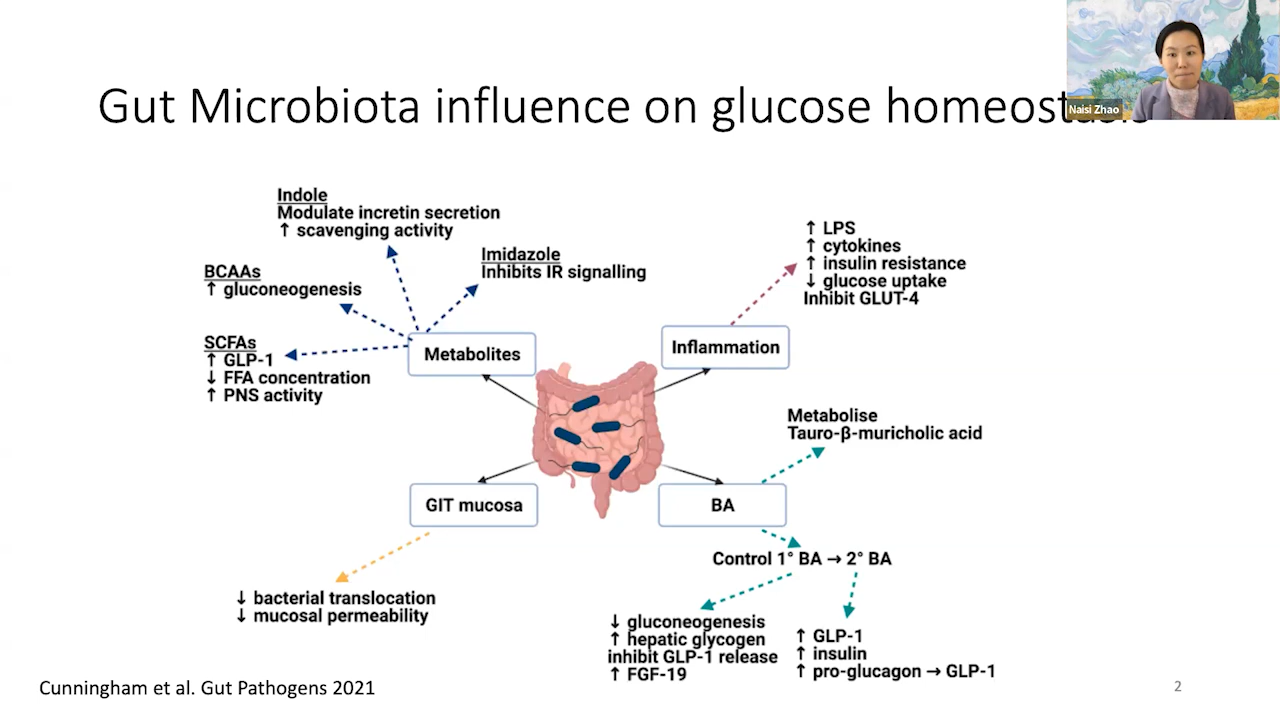 Gut Microbiota influence on glucose homeostasis
Naisi Zhao
Indole
Modulate incretin secretion
↑ scavenging activity
Imidazole
Inhibits IR signalling
BCAAs
↑ gluconeogenesis
SCFAs
↑ GLP-1
↓ FFA concentration
↑ PNS activity
Metabolites
Inflammation
↑ LPS
↑ cytokines
↑ insulin resistance
↓ glucose uptake
Inhibit GLUT-4
GIT mucosa
↓ bacterial translocation
↓ mucosal permeability
BA
Metabolise
Tauro-β-muricholic acid
Control 1° BA → 2° BA
↓ gluconeogenesis
↑ hepatic glycogen
inhibit GLP-1 release
↑ FGF-19
↑ GLP-1
↑ insulin
↑ pro-glucagon → GLP-1
Cunningham et al. Gut Pathogens 2021
2